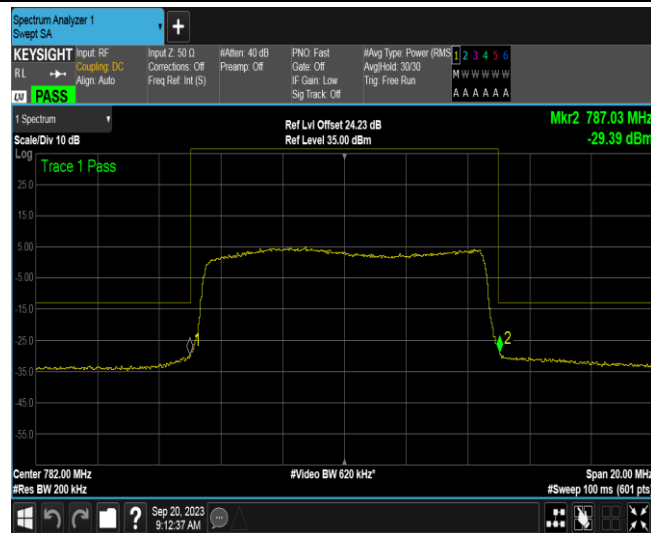 Spectrum Analyzer 1
Swept SA
+
KEYSIGHT
RL
LXI PASS
Input: RF
Coupling: DC
Align: Auto
Input Z: 50 Ω
Corrections: Off
Freq Ref: Int (S)
#Atten: 40 dB
Preamp: Off
PNO: Fast
Gate: Off
IF Gain: Low
Sig Track: Off
#Avg Type: Power (RMS
Avg|Hold: 30/30
Trig: Free Run
1 2 3 4 5 6
M W W W W W
A A A A A A
1 Spectrum
Scale/Div 10 dB
Log
Ref Lvl Offset 24.23 dB
Ref Level 35.00 dBm
Mkr2 787.03 MHz
-29.39 dBm
Trace 1 Pass
25.0
15.0
5.00
-5.00
-15.0
-25.0
-35.0
-45.0
-55.0
1
2
Center 782.00 MHz
#Res BW 200 kHz
#Video BW 620 kHz*
Span 20.00 MHz
#Sweep 100 ms (601 pts)
?
Sep 20, 2023
9:12:37 AM